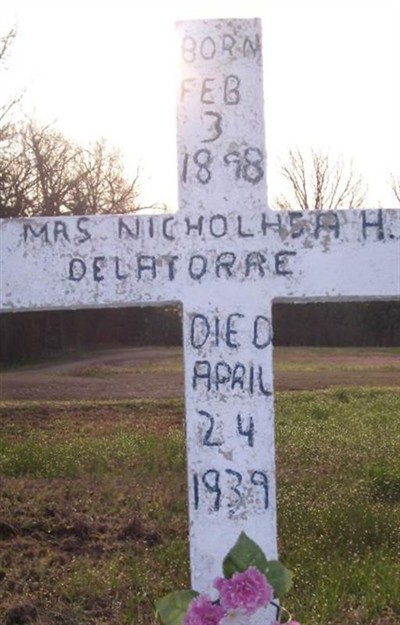 BORN
FEB
3
1898
MRS NICHOLHEA H.
DELATORRE
DIED
APRIL
24
1939